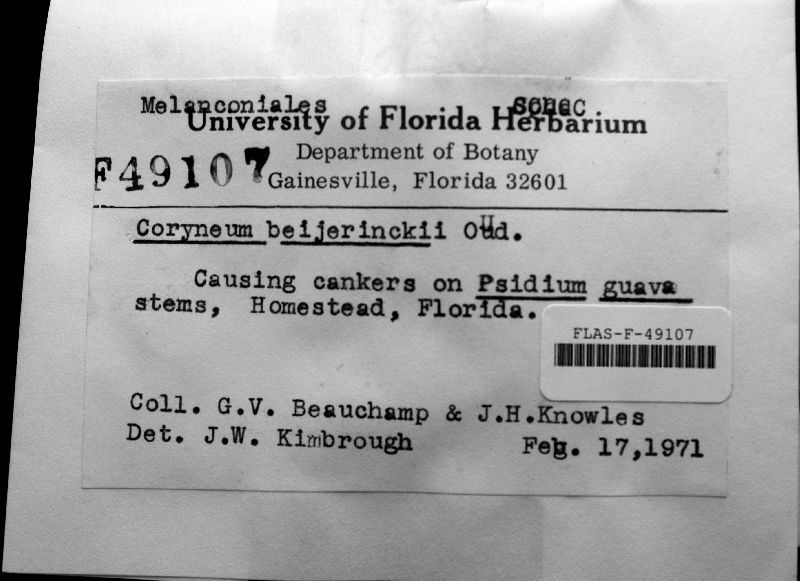 Melanconiales
University of Florida Herbarium
Department of Botany
F49107
Gainesville, Florida 32601
Coryneum beijerinckii Oud.
Causing cankers on Psidium guava
stems, Homestead, Florida.
FLAS-F-49107
Coll. G.V. Beauchamp & J.H.Knowles
Det. J.W. Kimbrough Feb. 17,1971